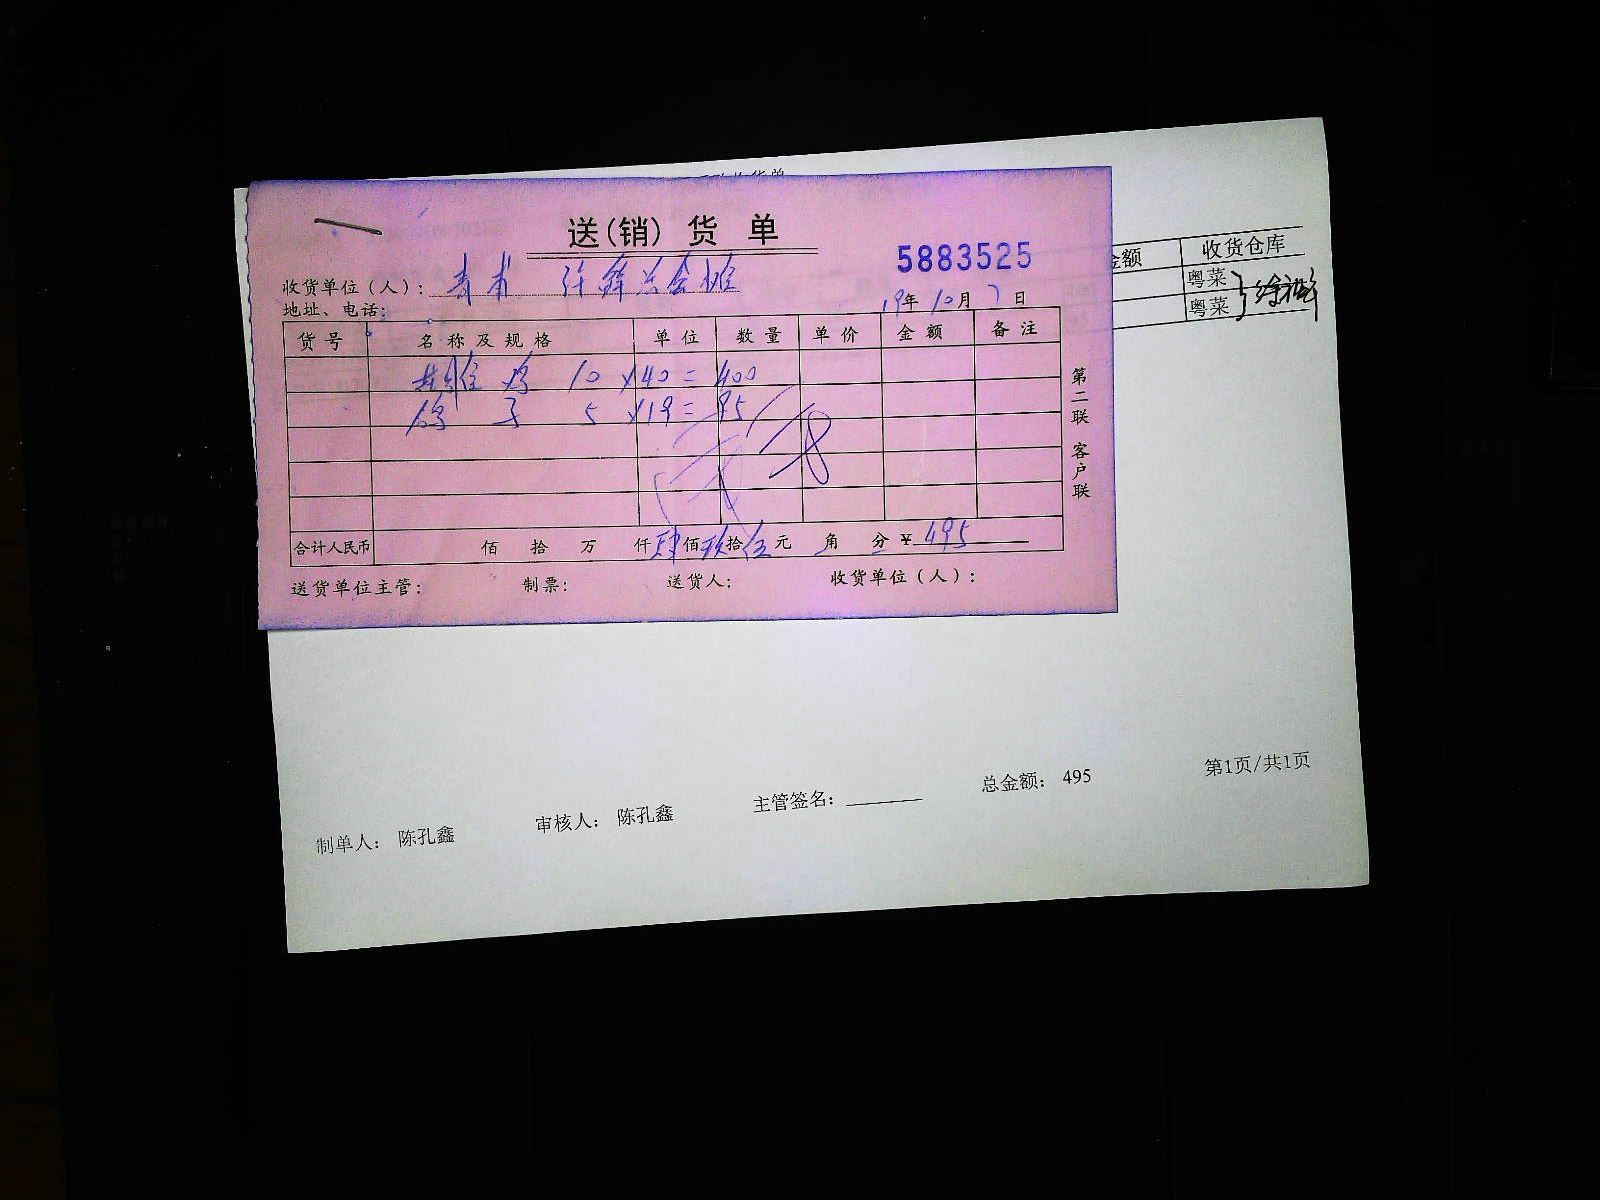 送(销)货单
5883525
收货单位(人):
19年10月7日
地址、电话:
金额 收货仓库
粤菜
粤菜
货号 名称及规格 单位 数量 单价 金额 备注
鸡 10 ×40=400
鸽子 5 ×19=95
第二联 客户联
合计人民币 佰 拾 万 仟肆佰玖拾伍元 角 分 ¥495
送货单位主管: 制票: 送货人: 收货单位(人):
制单人: 陈孔鑫 审核人: 陈孔鑫 主管签名: 总金额: 495 第1页/共1页